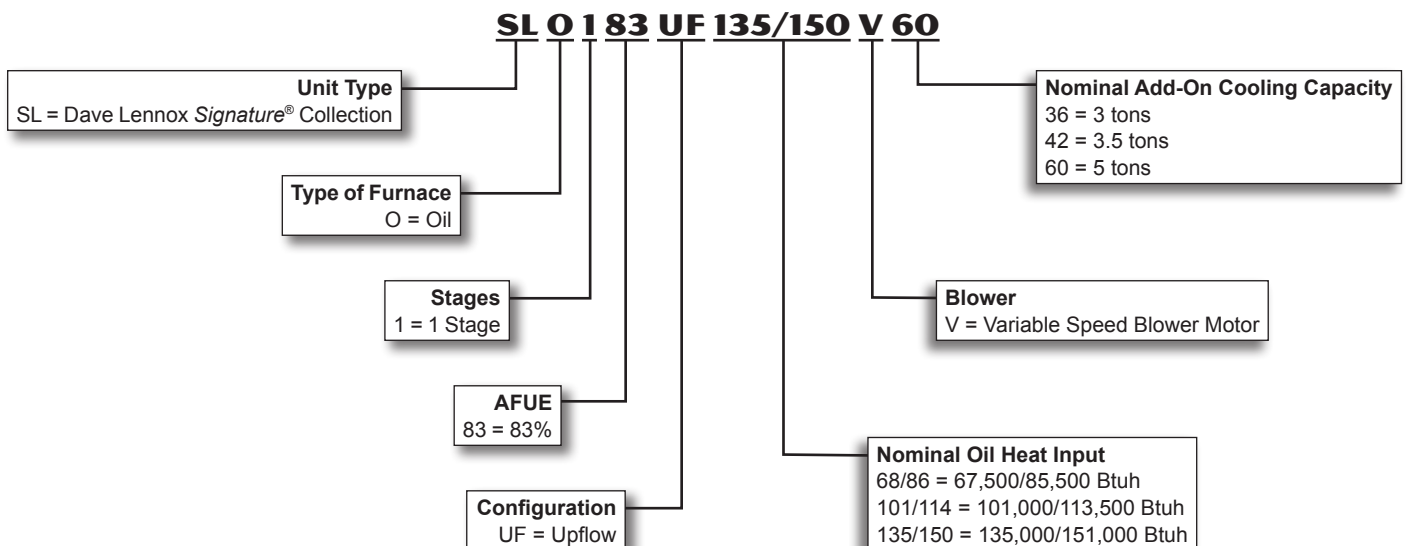 SL O 1 83 UF 135/150 V 60
Unit Type
SL = Dave Lennox Signature® Collection
Nominal Add-On Cooling Capacity
36 = 3 tons
42 = 3.5 tons
60 = 5 tons
Type of Furnace
O = Oil
Stages
1 = 1 Stage
Blower
V = Variable Speed Blower Motor
AFUE
83 = 83%
Nominal Oil Heat Input
68/86 = 67,500/85,500 Btuh
101/114 = 101,000/113,500 Btuh
135/150 = 135,000/151,000 Btuh
Configuration
UF = Upflow